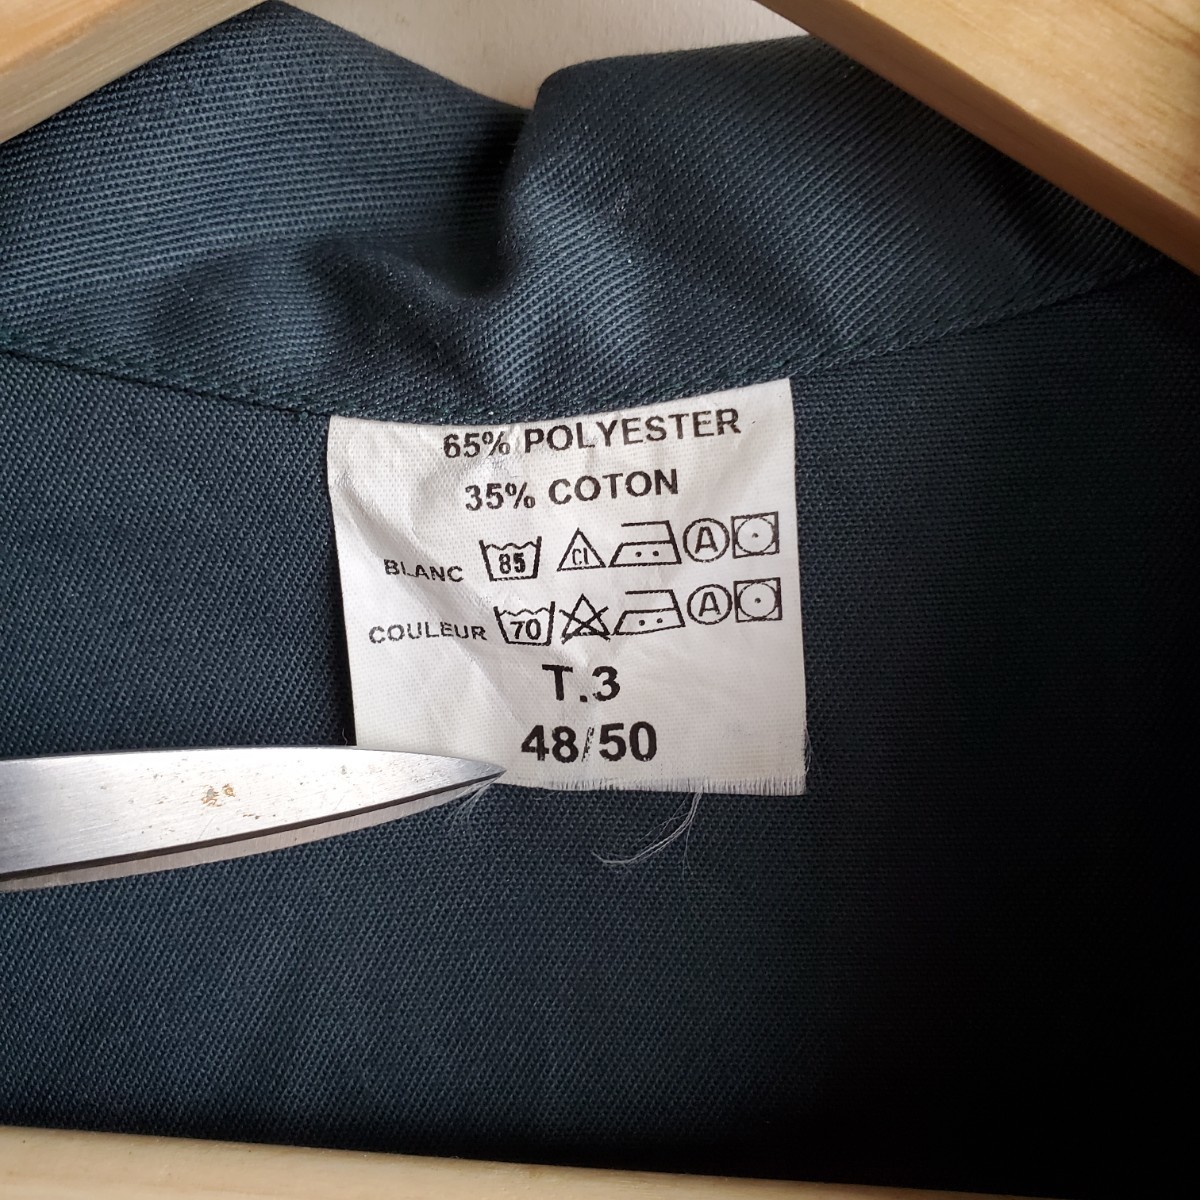 65% POLYESTER
35% COTON
BLANC 85 CL A
COULEUR 70 A
T.3
48/50